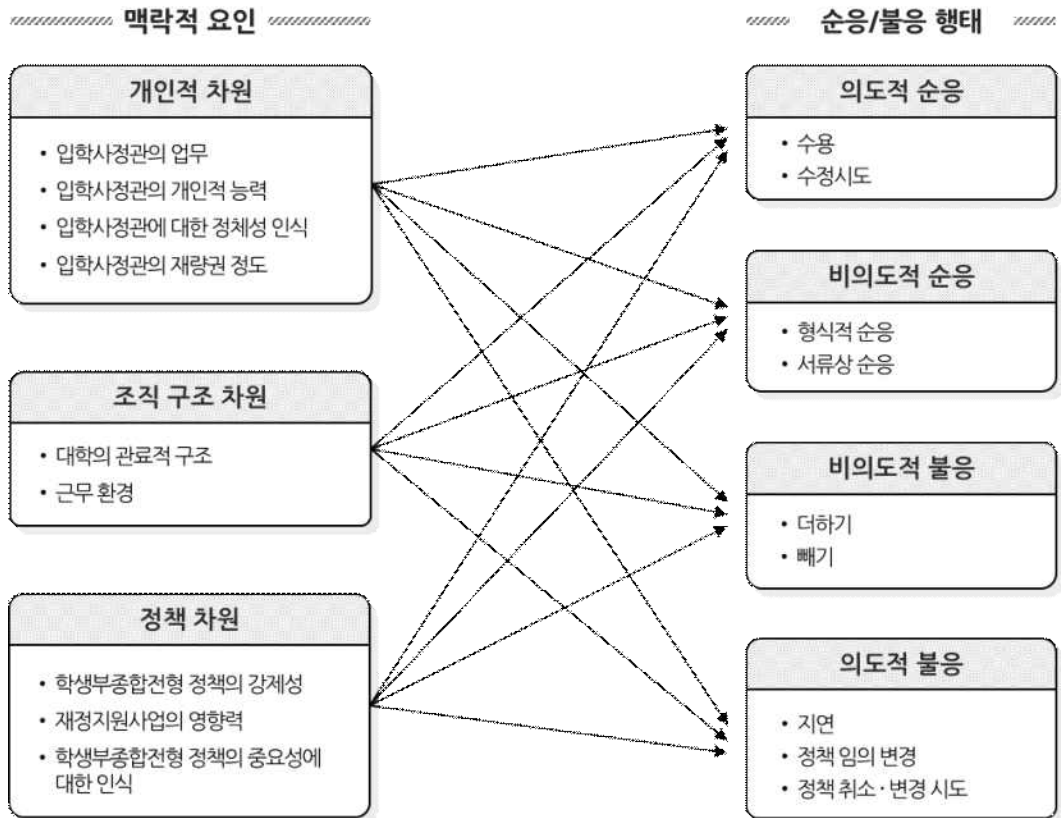 맥락적 요인
개인적 차원
• 입학사정관의 업무
• 입학사정관의 개인적 능력
• 입학사정관에 대한 정체성 인식
• 입학사정관의 재량권 정도
조직 구조 차원
• 대학의 관료적 구조
• 근무 환경
정책 차원
• 학생부종합전형 정책의 강제성
• 재정지원사업의 영향력
• 학생부종합전형 정책의 중요성에
대한 인식
순응/불응 행태
의도적 순응
• 수용
• 수정시도
비의도적 순응
• 형식적 순응
• 서류상 순응
비의도적 불응
• 더하기
• 빼기
의도적 불응
• 지연
• 정책 임의 변경
• 정책 취소 · 변경 시도